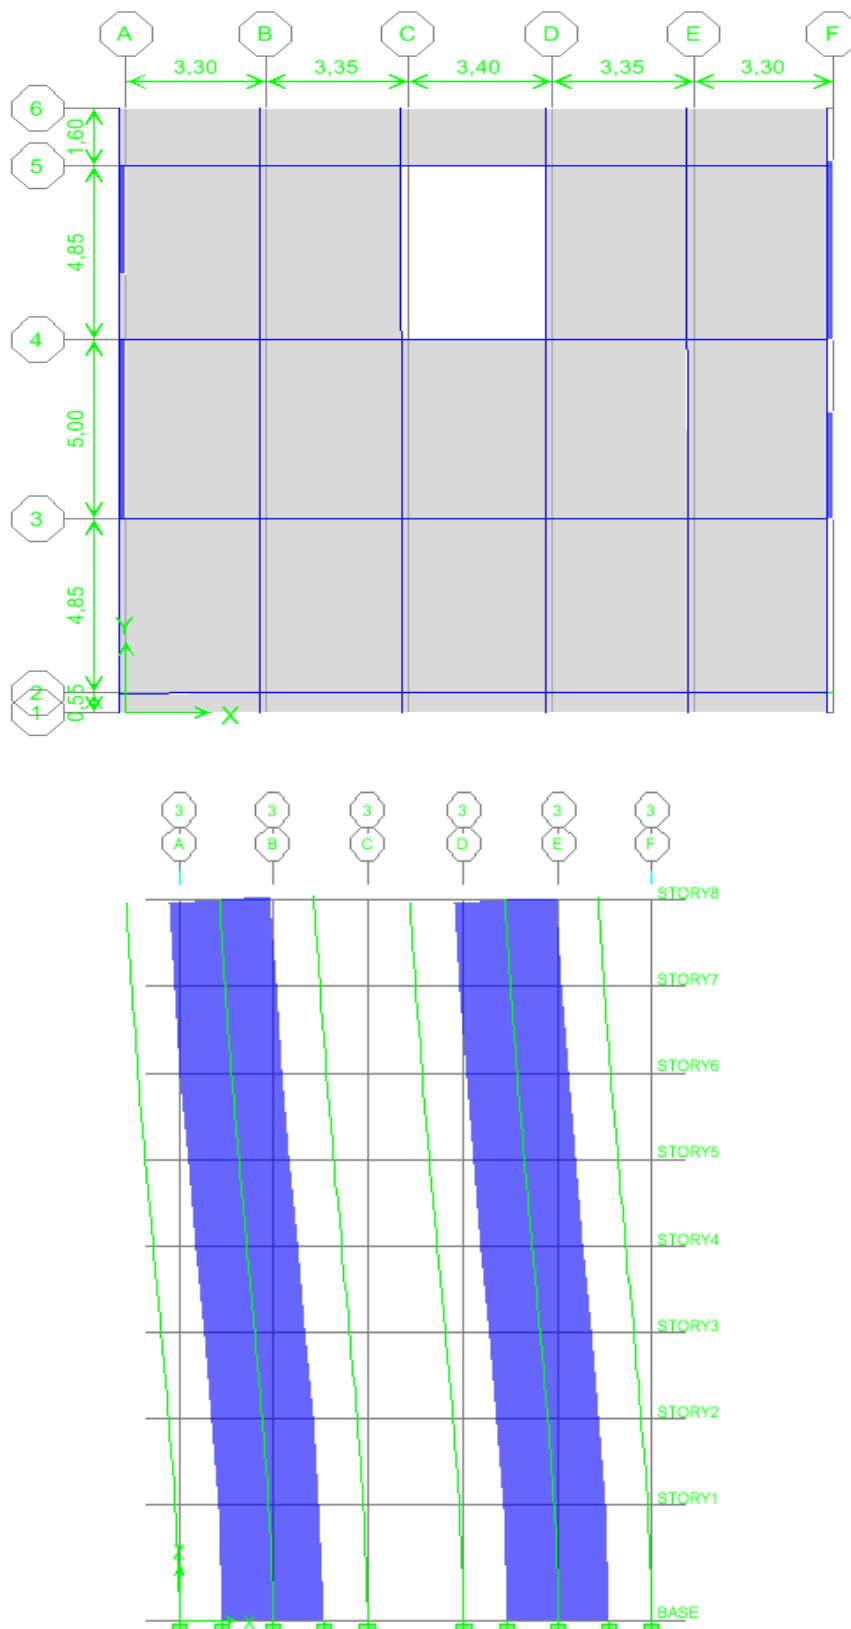 A B C D E F
3,30 3,35 3,40 3,35 3,30
6
1,60
5
4,85
4
5,00
3
4,85
Y
2
0,55
1
X
3 3 3 3 3 3
A B C D E F
STORY8
STORY7
STORY6
STORY5
STORY4
STORY3
STORY2
STORY1
Z
BASE
X